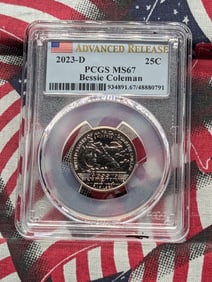 ADVANCED RELEASE
2023-D 25C
PCGS MS67
Bessie Coleman
934891.67/48880791